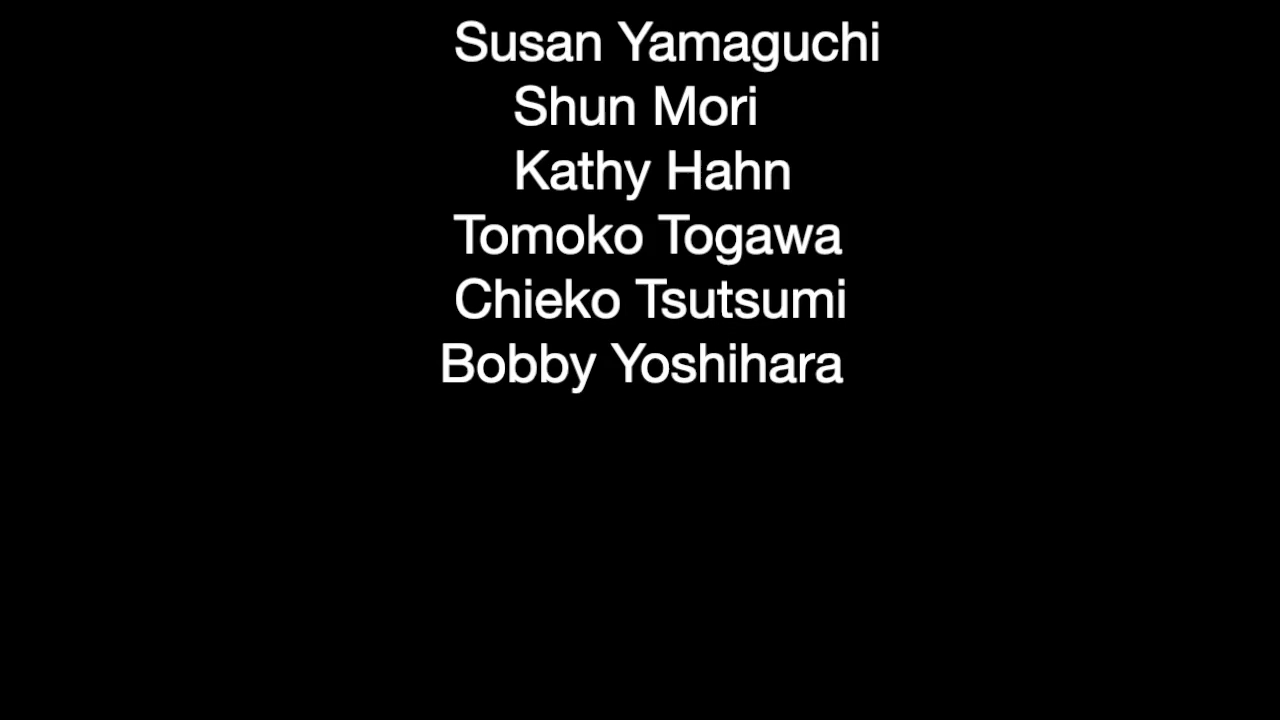 Susan Yamaguchi
Shun Mori
Kathy Hahn
Tomoko Togawa
Chieko Tsutsumi
Bobby Yoshihara